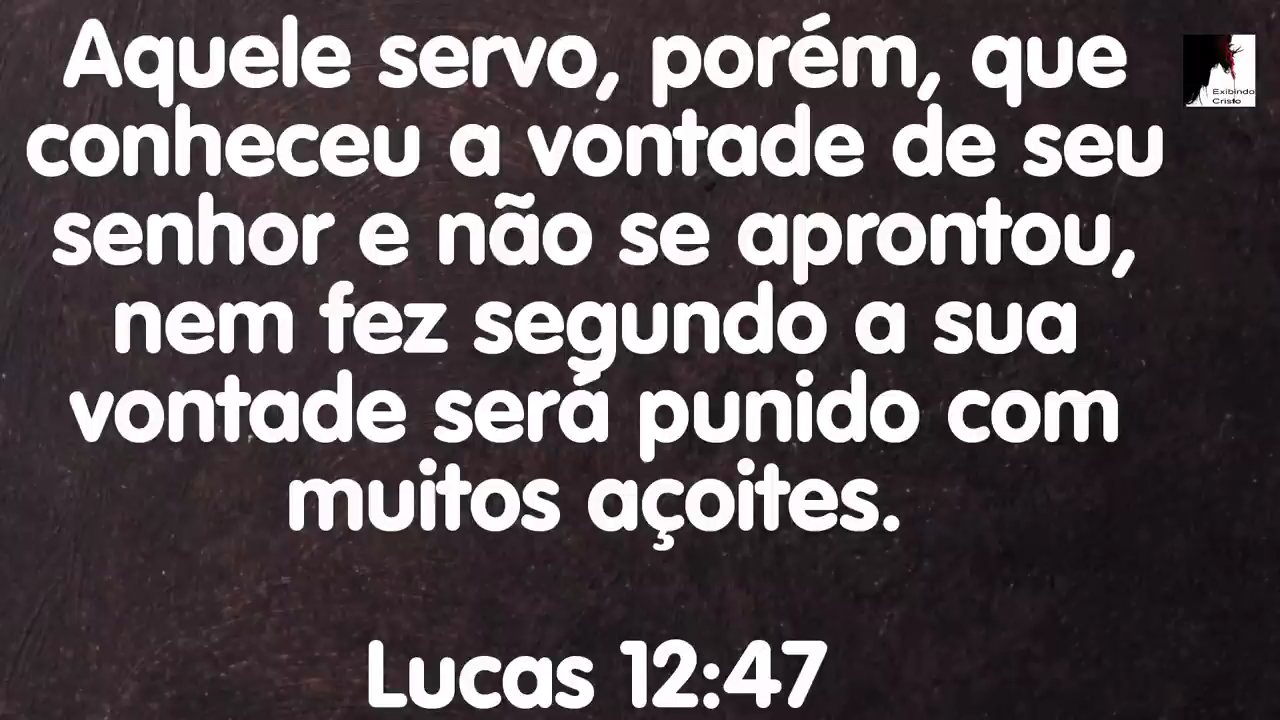 Aquele servo, porém, que
conheceu a vontade de seu
senhor e não se aprontou,
nem fez segundo a sua
vontade será punido com
muitos açoites.
Lucas 12:47
Exibindo
Cristo